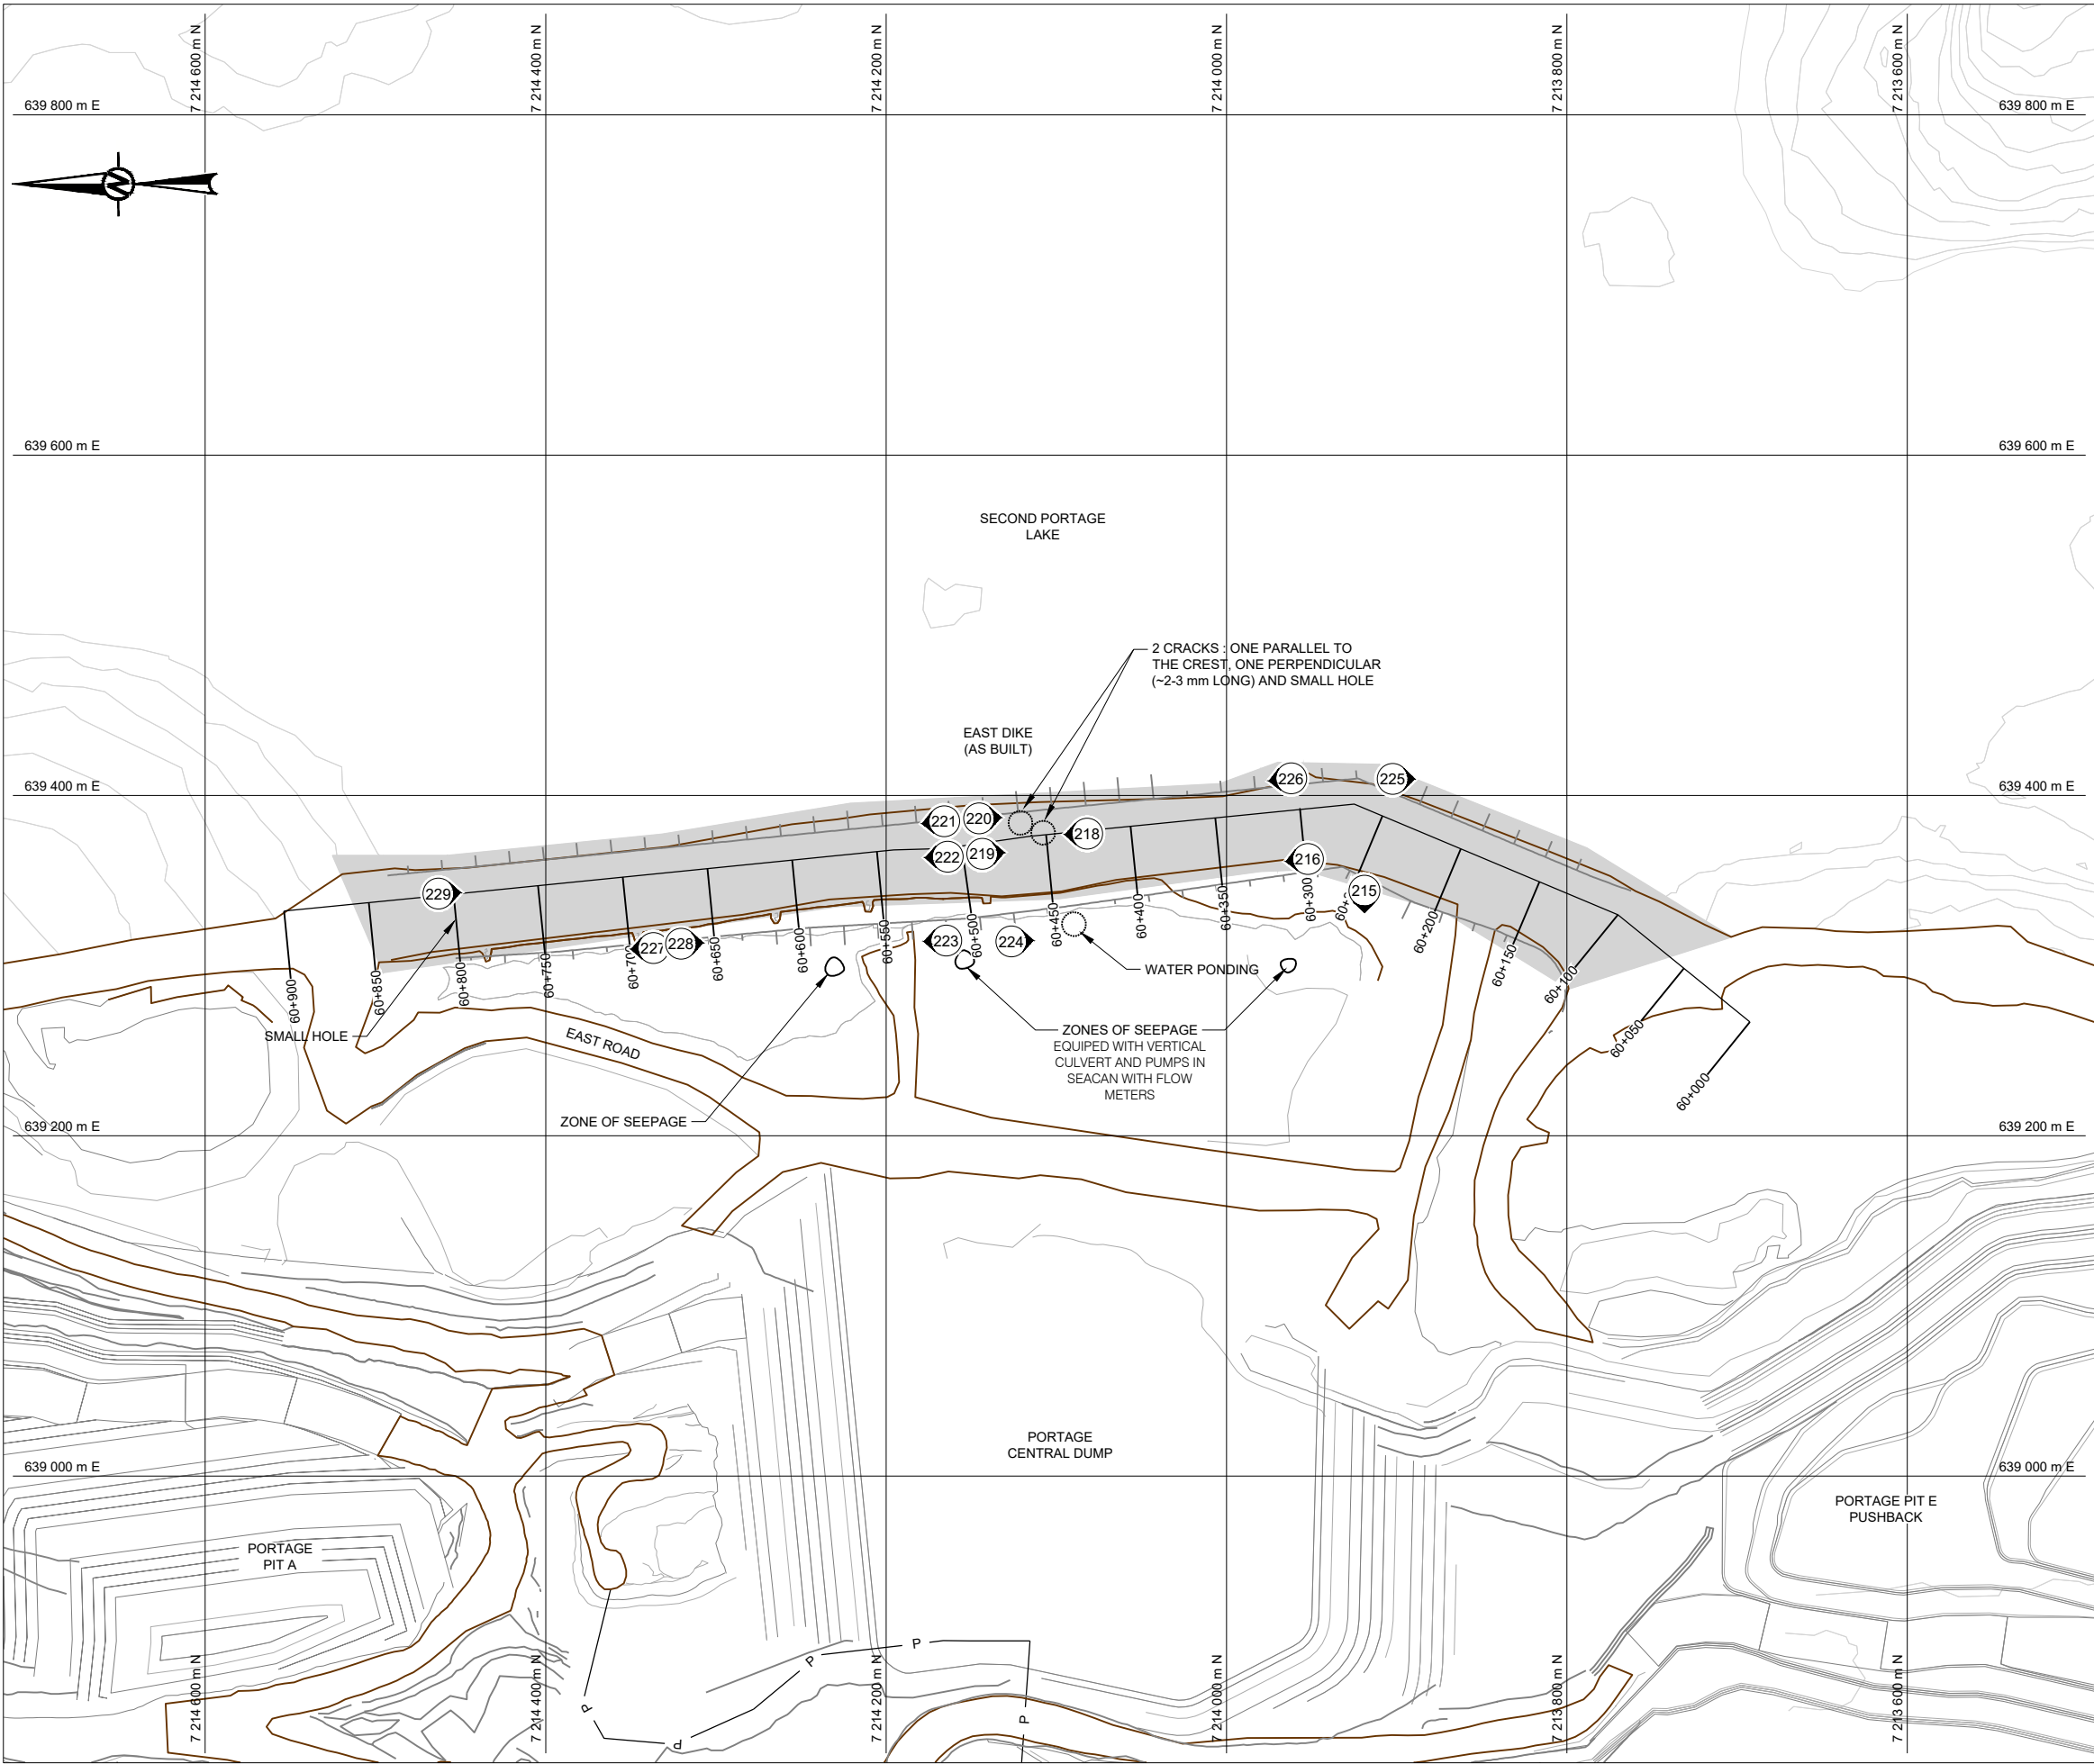 7 214 600 m N
7 214 400 m N
7 214 200 m N
7 214 000 m N
7 213 800 m N
7 213 600 m N
639 800 m E
639 800 m E
N
639 600 m E
639 600 m E
SECOND PORTAGE
LAKE
2 CRACKS : ONE PARALLEL TO
THE CREST, ONE PERPENDICULAR
(~2-3 mm LONG) AND SMALL HOLE
EAST DIKE
(AS BUILT)
639 400 m E
639 400 m E
226
225
221
220
218
222
219
216
229
215
227
228
223
224
60+900
60+850
60+800
60+750
60+700
60+650
60+600
60+550
60+500
60+450
60+400
60+350
60+300
60+200
60+150
60+100
60+050
60+000
WATER PONDING
SMALL HOLE
EAST ROAD
ZONES OF SEEPAGE
EQUIPED WITH VERTICAL
CULVERT AND PUMPS IN
SEACAN WITH FLOW
METERS
ZONE OF SEEPAGE
639 200 m E
639 200 m E
PORTAGE
CENTRAL DUMP
639 000 m E
639 000 m E
PORTAGE PIT E
PUSHBACK
PORTAGE
PIT A
P
P
P
P
P
7 214 600 m N
7 214 400 m N
7 214 200 m N
7 214 000 m N
7 213 800 m N
7 213 600 m N